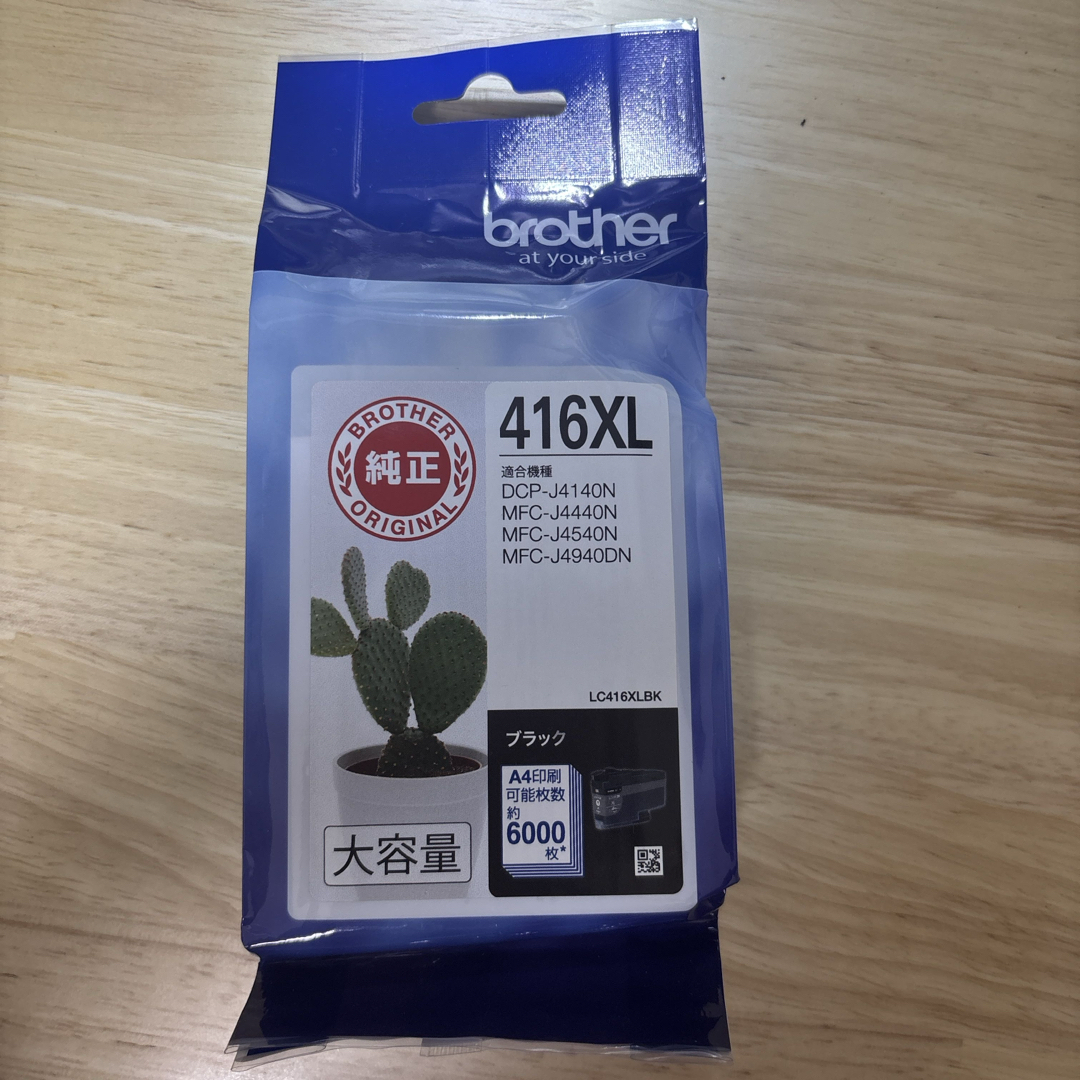 brother
at your side
BROTHER
純正
ORIGINAL
416XL
適合機種
DCP-J4140N
MFC-J4440N
MFC-J4540N
MFC-J4940DN
LC416XLBK
ブラック
A4印刷
可能枚数
約
6000
枚*
大容量